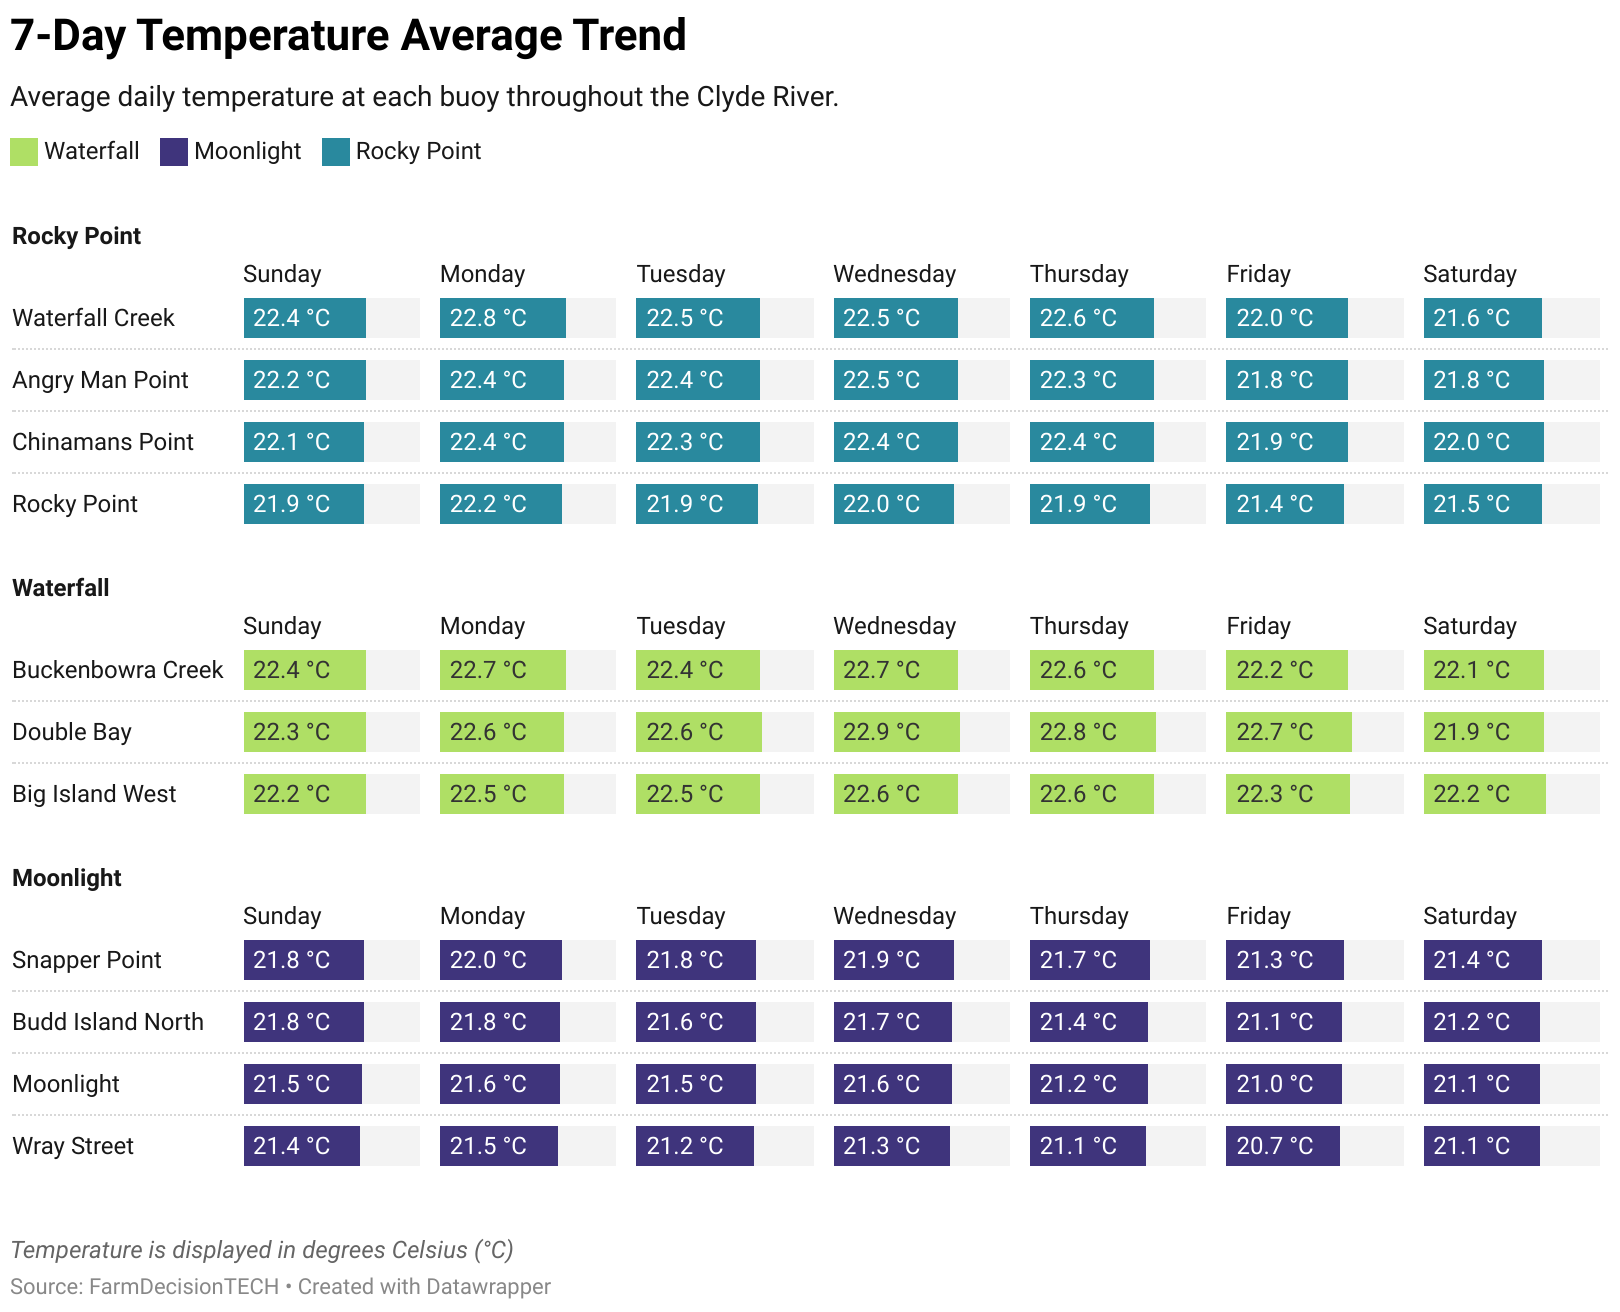 7-Day Temperature Average Trend
Average daily temperature at each buoy throughout the Clyde River.
Waterfall Moonlight Rocky Point
Rocky Point
Sunday Monday Tuesday Wednesday Thursday Friday Saturday
Waterfall Creek 22.4 °C 22.8 °C 22.5 °C 22.5 °C 22.6 °C 22.0 °C 21.6 °C
Angry Man Point 22.2 °C 22.4 °C 22.4 °C 22.5 °C 22.3 °C 21.8 °C 21.8 °C
Chinamans Point 22.1 °C 22.4 °C 22.3 °C 22.4 °C 22.4 °C 21.9 °C 22.0 °C
Rocky Point 21.9 °C 22.2 °C 21.9 °C 22.0 °C 21.9 °C 21.4 °C 21.5 °C
Waterfall
Sunday Monday Tuesday Wednesday Thursday Friday Saturday
Buckenbowra Creek 22.4 °C 22.7 °C 22.4 °C 22.7 °C 22.6 °C 22.2 °C 22.1 °C
Double Bay 22.3 °C 22.6 °C 22.6 °C 22.9 °C 22.8 °C 22.7 °C 21.9 °C
Big Island West 22.2 °C 22.5 °C 22.5 °C 22.6 °C 22.6 °C 22.3 °C 22.2 °C
Moonlight
Sunday Monday Tuesday Wednesday Thursday Friday Saturday
Snapper Point 21.8 °C 22.0 °C 21.8 °C 21.9 °C 21.7 °C 21.3 °C 21.4 °C
Budd Island North 21.8 °C 21.8 °C 21.6 °C 21.7 °C 21.4 °C 21.1 °C 21.2 °C
Moonlight 21.5 °C 21.6 °C 21.5 °C 21.6 °C 21.2 °C 21.0 °C 21.1 °C
Wray Street 21.4 °C 21.5 °C 21.2 °C 21.3 °C 21.1 °C 20.7 °C 21.1 °C
Temperature is displayed in degrees Celsius (°C)
Source: FarmDecisionTECH • Created with Datawrapper